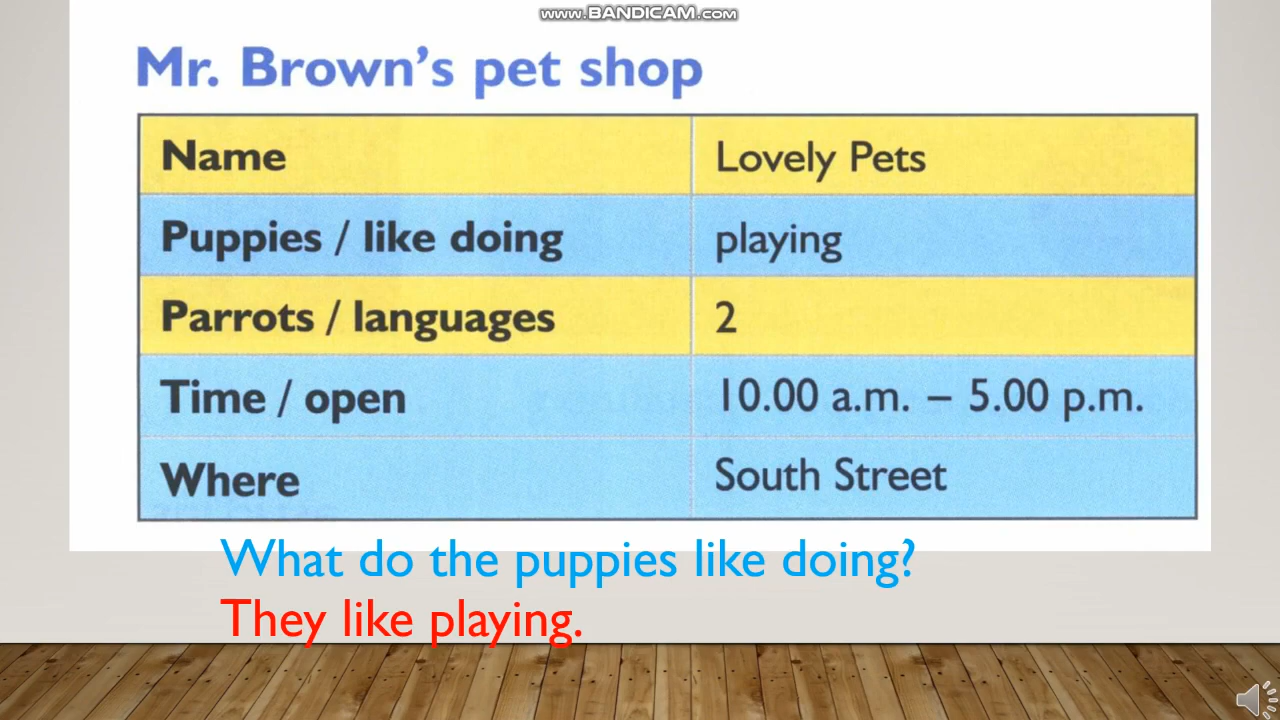 www.BANDICAM.com
Mr. Brown's pet shop
Name Lovely Pets
Puppies / like doing playing
Parrots / languages 2
Time / open 10.00 a.m. – 5.00 p.m.
Where South Street
What do the puppies like doing?
They like playing.